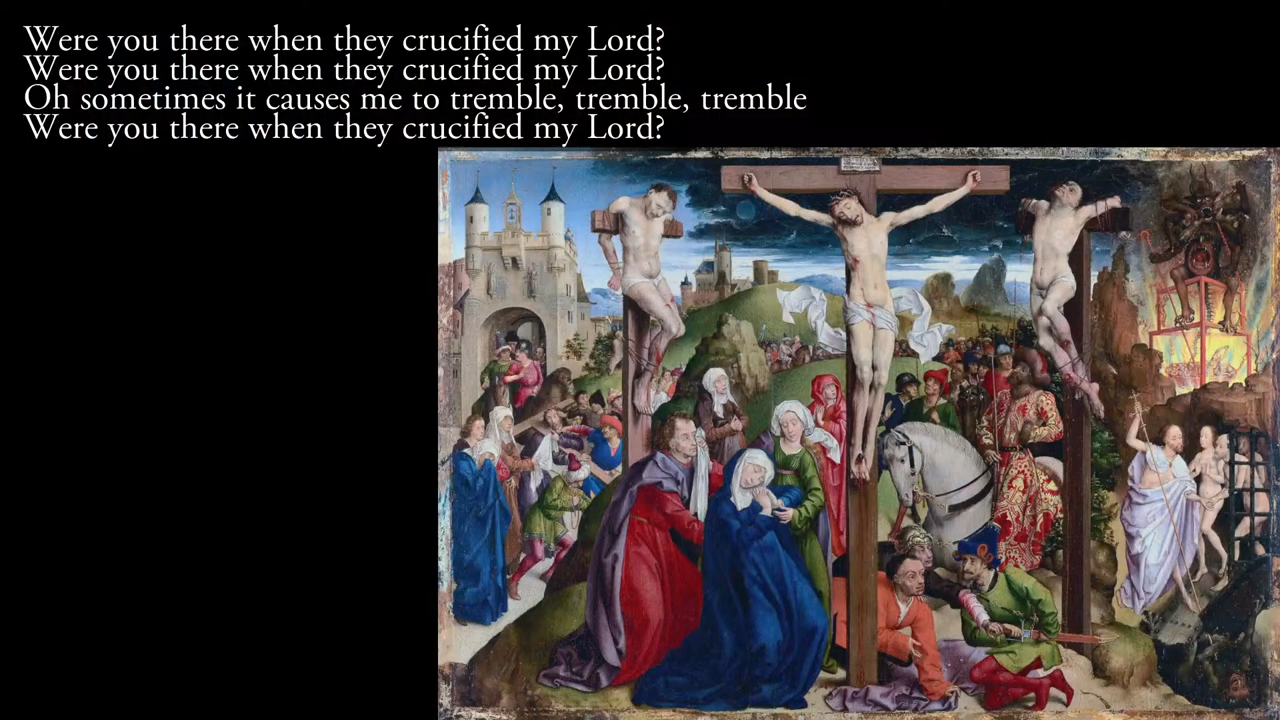 Were you there when they crucified my Lord?
Were you there when they crucified my Lord?
Oh sometimes it causes me to tremble, tremble, tremble
Were you there when they crucified my Lord?